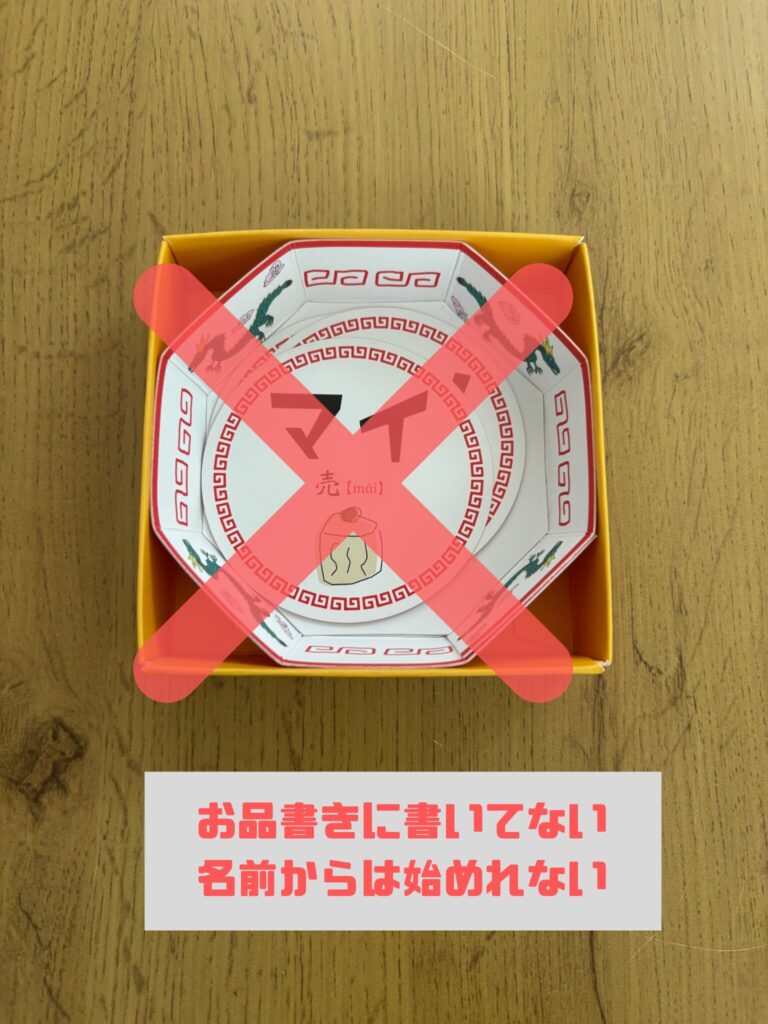 マイ
売【mài】
お品書きに書いてない
名前からは始めれない